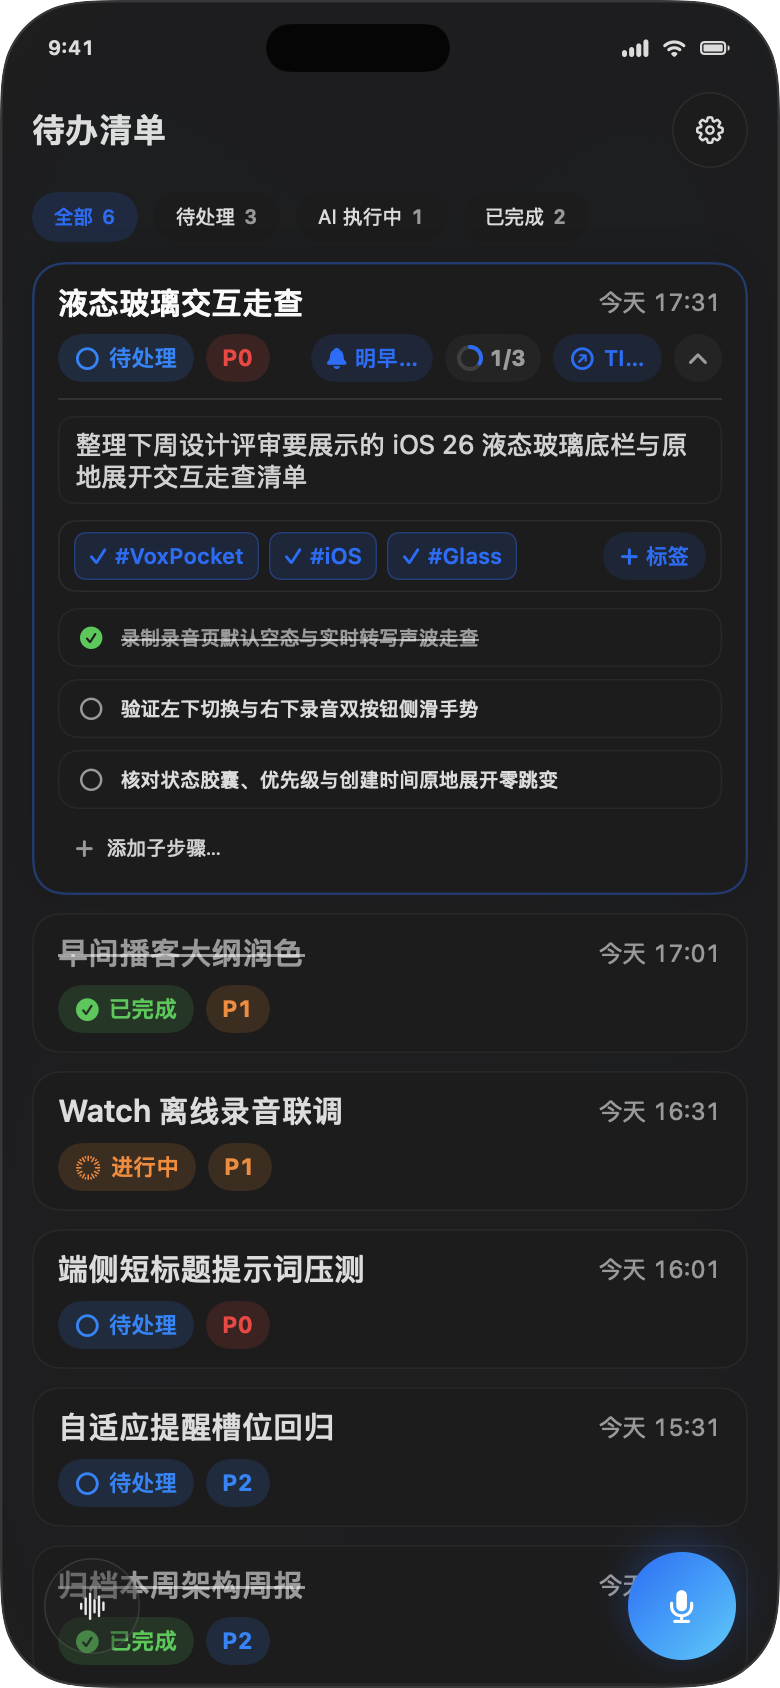 9:41
待办清单
全部 6 待处理 3 AI 执行中 1 已完成 2
液态玻璃交互走查 今天 17:31
待处理 P0 明早... 1/3 TI...
整理下周设计评审要展示的 iOS 26 液态玻璃底栏与原
地展开交互走查清单
#VoxPocket #iOS #Glass + 标签
录制录音页默认空态与实时转写声波走查
验证左下切换与右下录音双按钮侧滑手势
核对状态胶囊、优先级与创建时间原地展开零跳变
+ 添加子步骤...
早间播客大纲润色 今天 17:01
已完成 P1
Watch 离线录音联调 今天 16:31
进行中 P1
端侧短标题提示词压测 今天 16:01
待处理 P0
自适应提醒槽位回归 今天 15:31
待处理 P2
归档本周架构周报 今天
已完成 P2